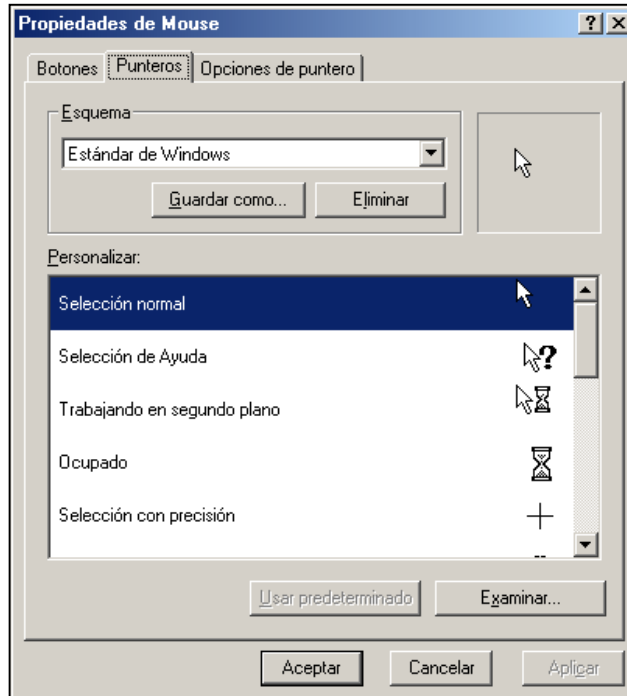 Propiedades de Mouse
Botones Punteros Opciones de puntero
Esquema
Estándar de Windows
Guardar como... Eliminar
Personalizar:
Selección normal
Selección de Ayuda
Trabajando en segundo plano
Ocupado
Selección con precisión
Usar predeterminado Examinar...
Aceptar Cancelar Aplicar